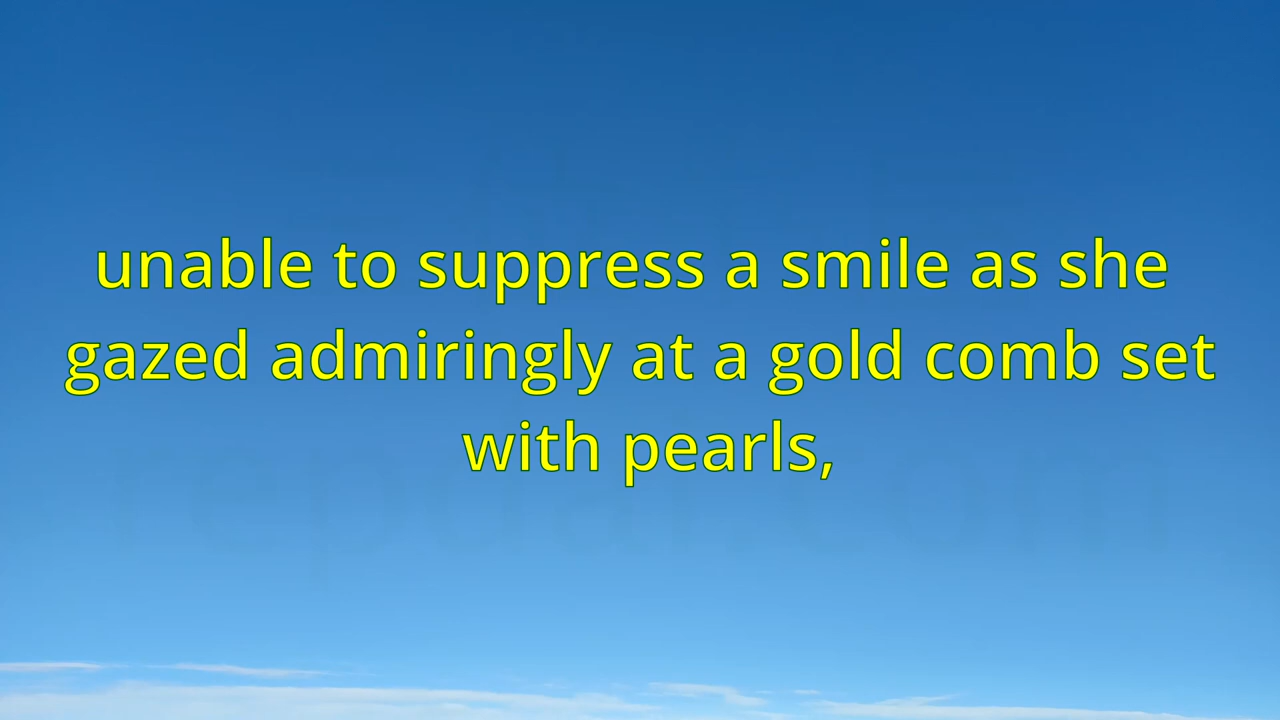 unable to suppress a smile as she
gazed admiringly at a gold comb set
with pearls,